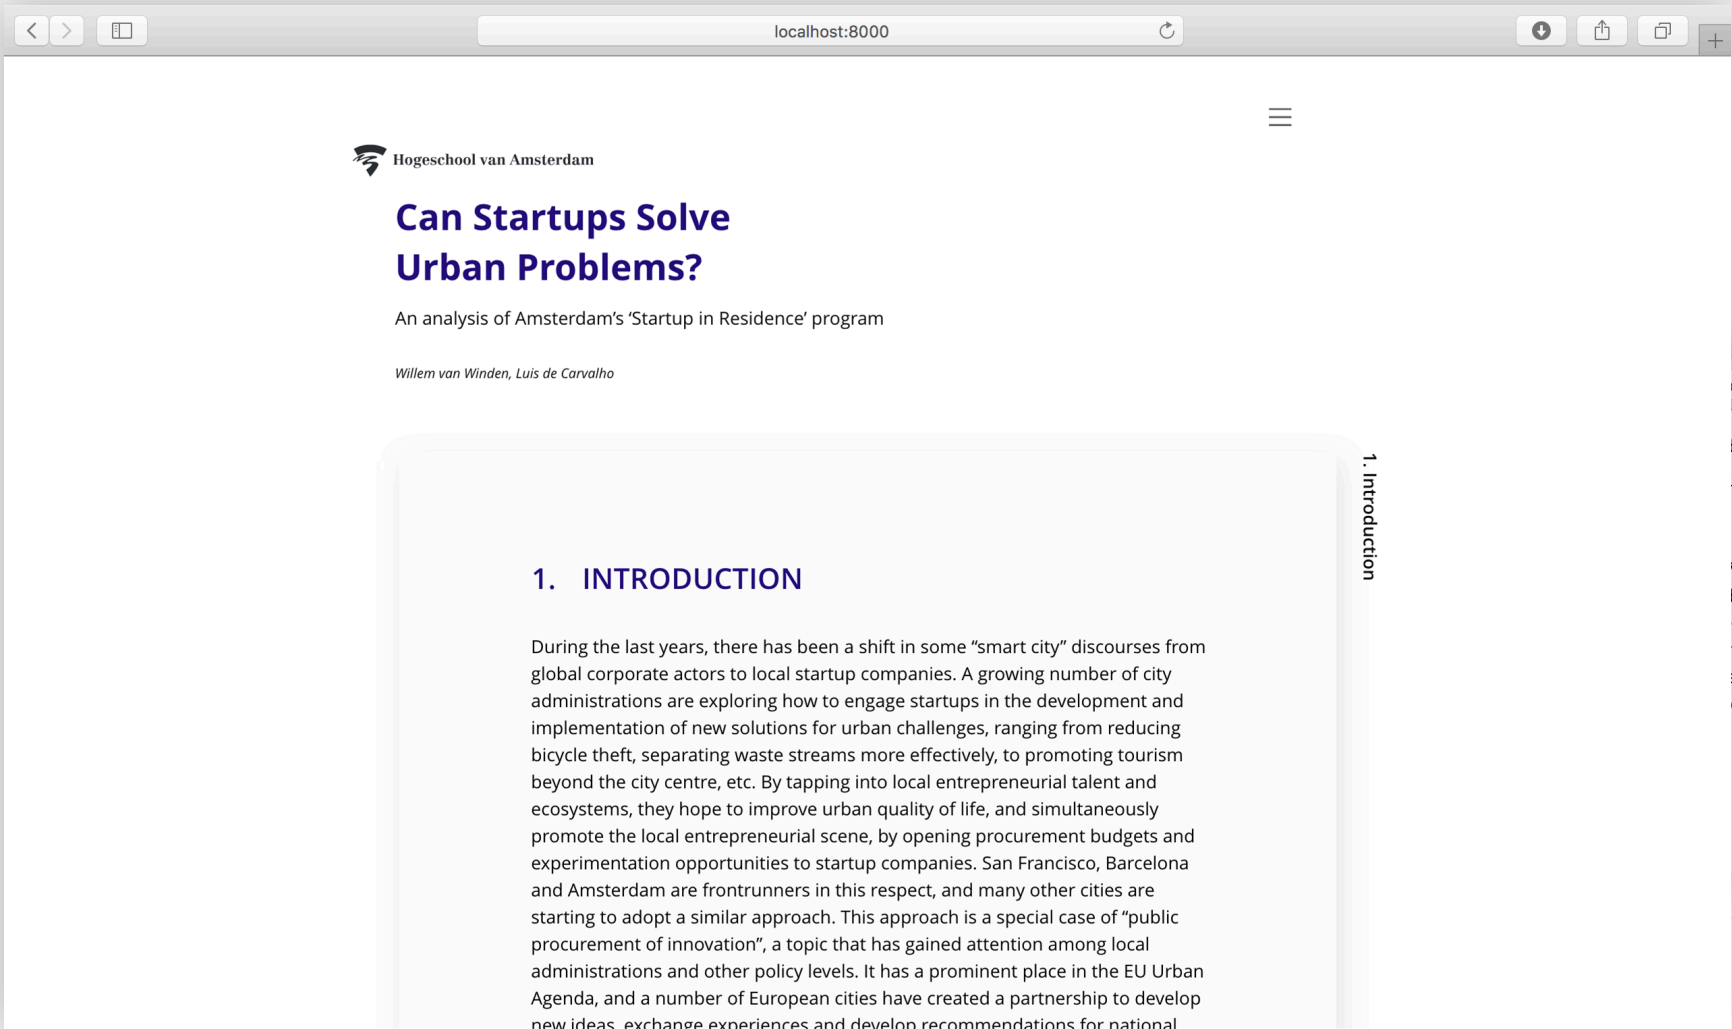 localhost:8000
Hogeschool van Amsterdam
Can Startups Solve
Urban Problems?
An analysis of Amsterdam’s ‘Startup in Residence’ program
Willem van Winden, Luis de Carvalho
1. Introduction
1. INTRODUCTION
During the last years, there has been a shift in some “smart city” discourses from
global corporate actors to local startup companies. A growing number of city
administrations are exploring how to engage startups in the development and
implementation of new solutions for urban challenges, ranging from reducing
bicycle theft, separating waste streams more effectively, to promoting tourism
beyond the city centre, etc. By tapping into local entrepreneurial talent and
ecosystems, they hope to improve urban quality of life, and simultaneously
promote the local entrepreneurial scene, by opening procurement budgets and
experimentation opportunities to startup companies. San Francisco, Barcelona
and Amsterdam are frontrunners in this respect, and many other cities are
starting to adopt a similar approach. This approach is a special case of “public
procurement of innovation”, a topic that has gained attention among local
administrations and other policy levels. It has a prominent place in the EU Urban
Agenda, and a number of European cities have created a partnership to develop
new ideas, exchange experiences and develop recommendations for national